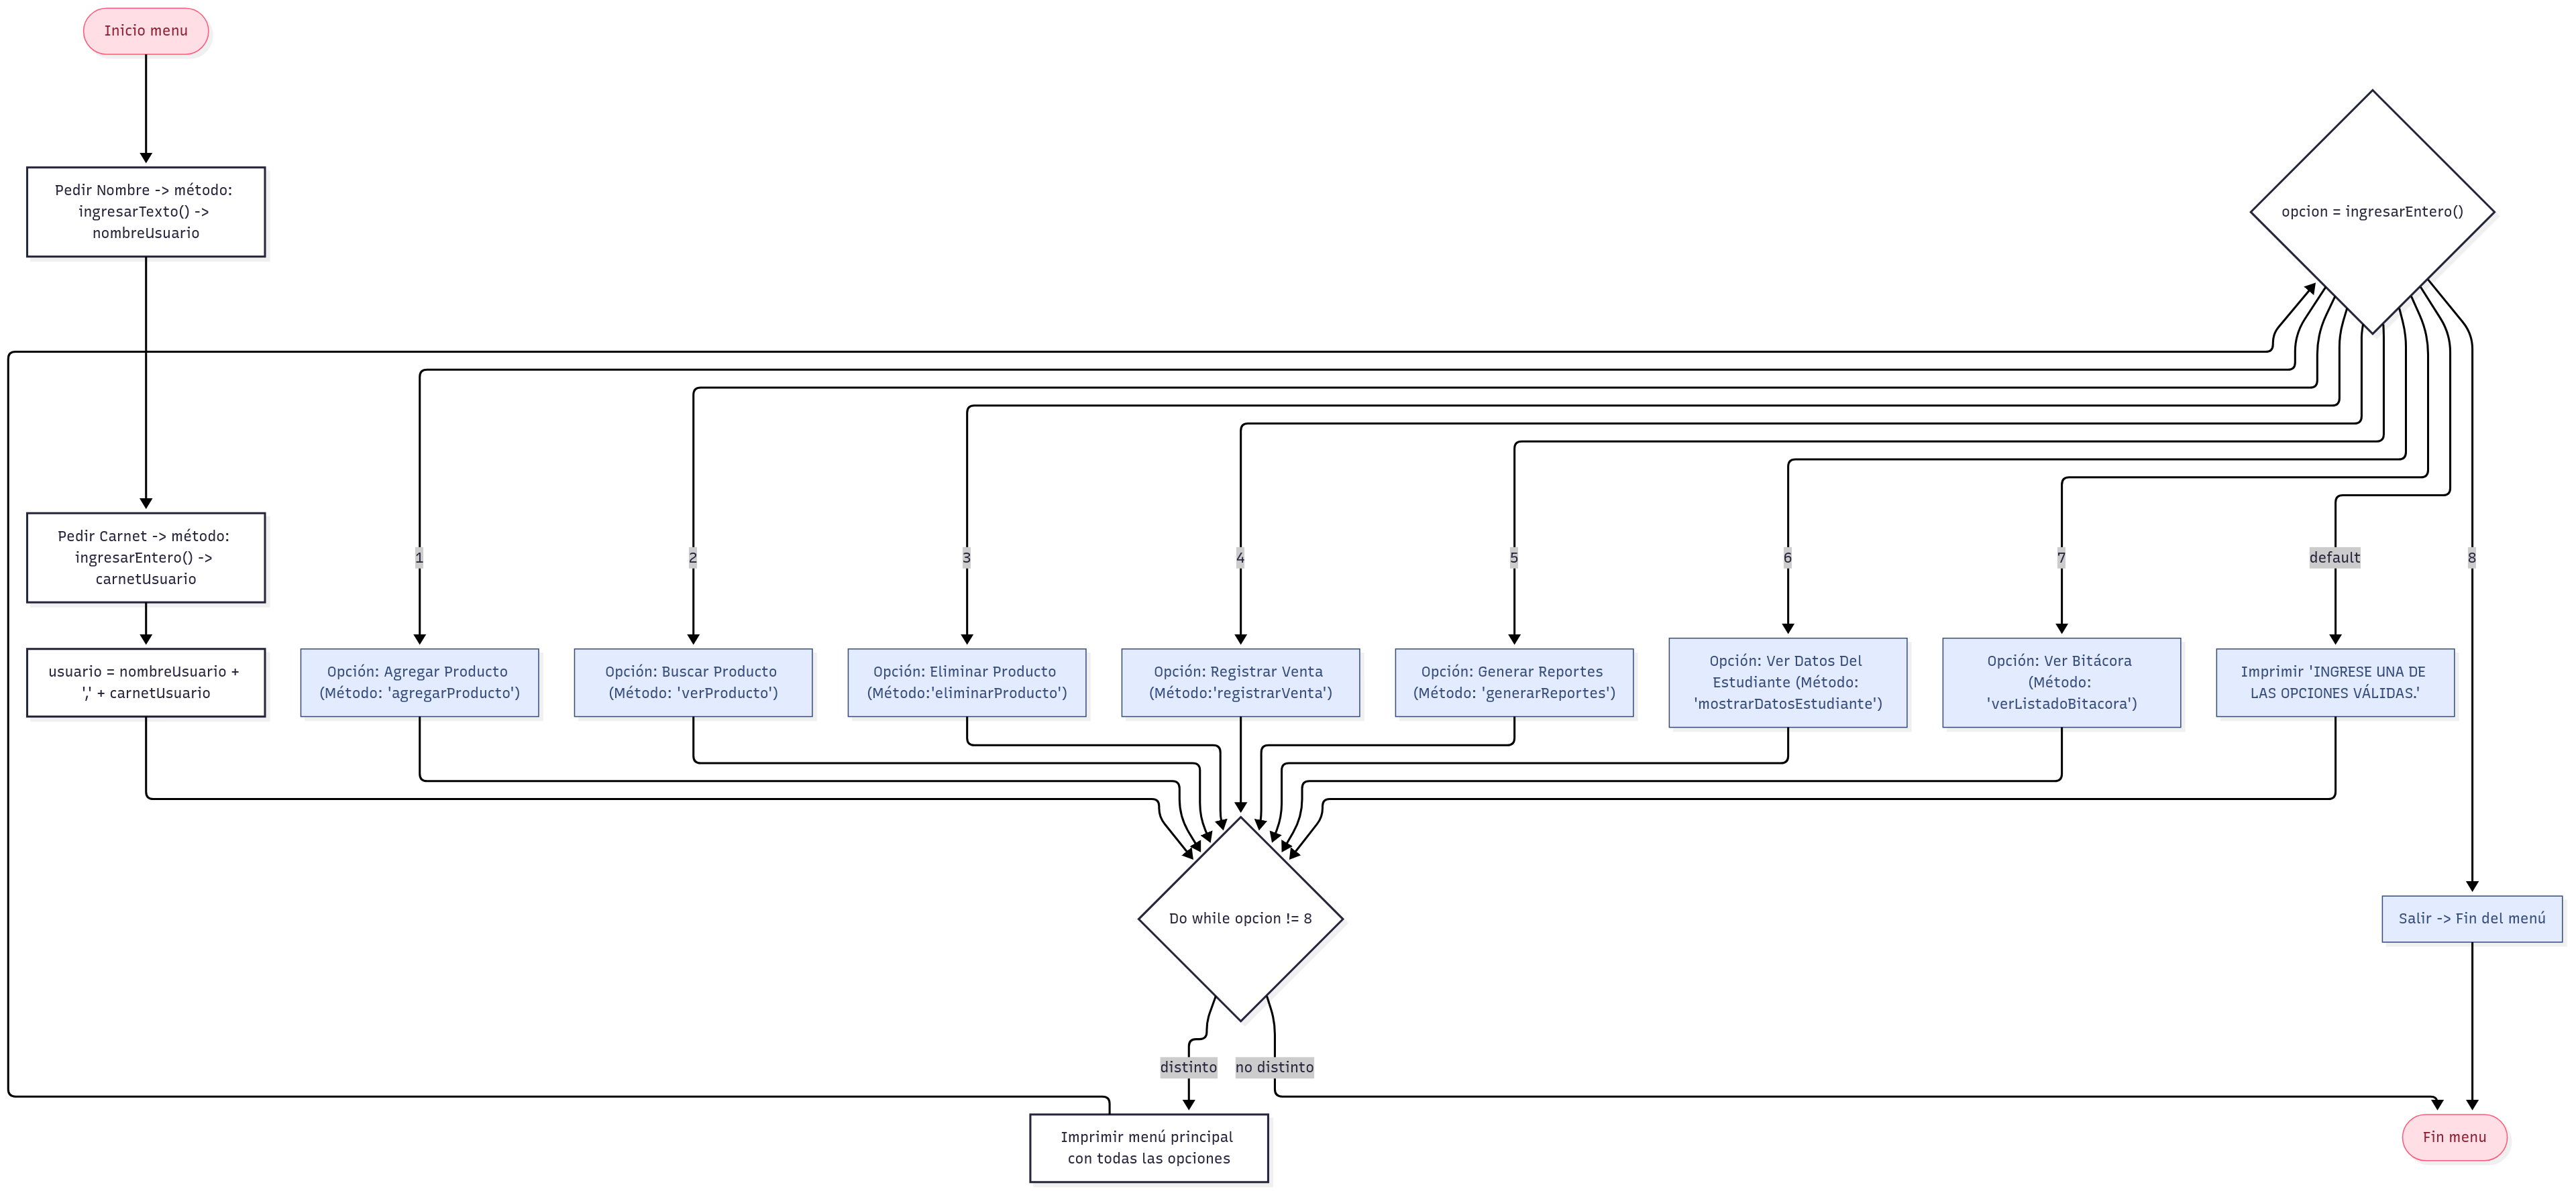 Inicio menu
Pedir Nombre -> método:
ingresarTexto() ->
nombreUsuario
opcion = ingresarEntero()
Pedir Carnet -> método:
ingresarEntero() ->
carnetUsuario
1
2
3
4
5
6
7
default
8
usuario = nombreUsuario +
',' + carnetUsuario
Opción: Agregar Producto
(Método: 'agregarProducto')
Opción: Buscar Producto
(Método: 'verProducto')
Opción: Eliminar Producto
(Método:'eliminarProducto')
Opción: Registrar Venta
(Método:'registrarVenta')
Opción: Generar Reportes
(Método: 'generarReportes')
Opción: Ver Datos Del
Estudiante (Método:
'mostrarDatosEstudiante')
Opción: Ver Bitácora
(Método:
'verListadoBitacora')
Imprimir 'INGRESE UNA DE
LAS OPCIONES VÁLIDAS.'
Do while opcion != 8
Salir -> Fin del menú
distinto
no distinto
Imprimir menú principal
con todas las opciones
Fin menu